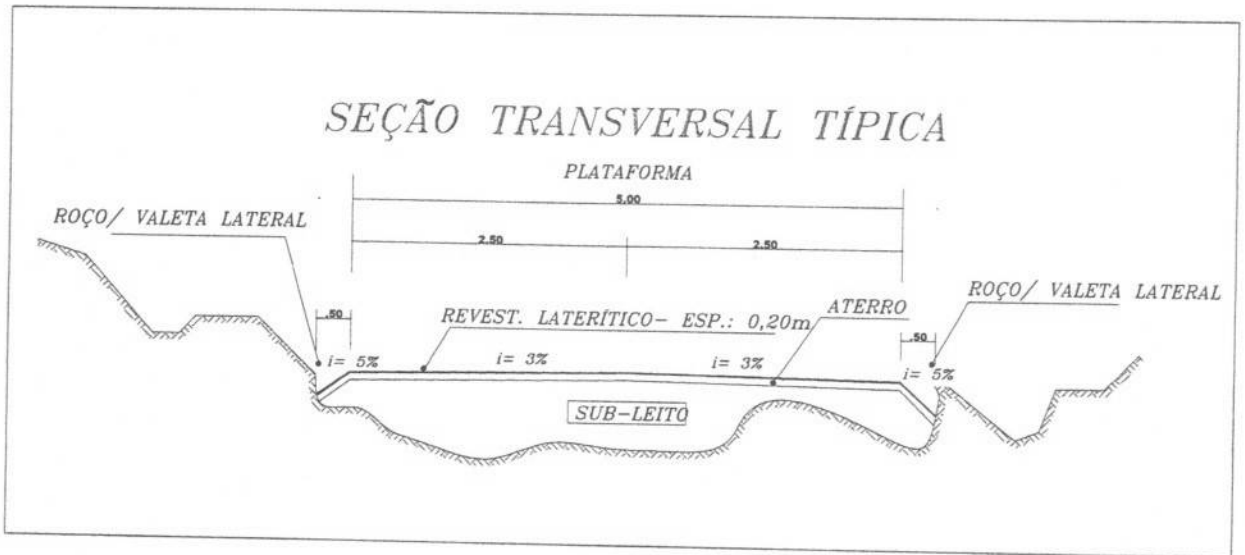 SEÇÃO TRANSVERSAL TÍPICA
PLATAFORMA
5.00
ROÇO/ VALETA LATERAL
2.50
2.50
ROÇO/ VALETA LATERAL
.50
REVEST. LATERÍTICO- ESP.: 0,20m
ATERRO
.50
i= 5%
i= 3%
i= 3%
i= 5%
SUB-LEITO